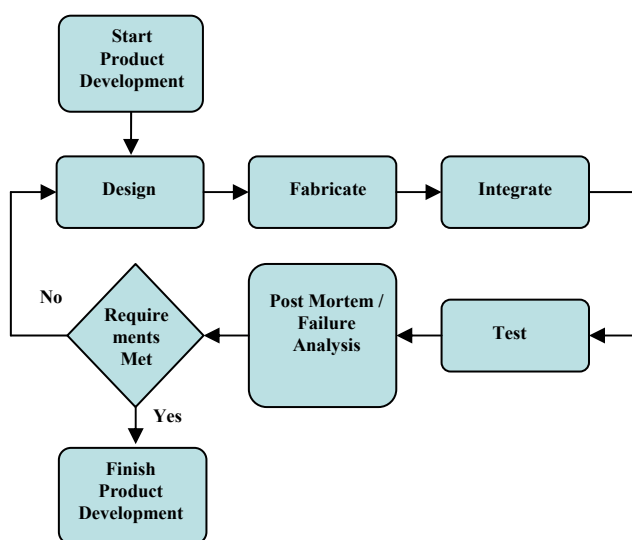 Start
Product
Development
Design
Fabricate
Integrate
No
Require
ments
Met
Post Mortem /
Failure
Analysis
Test
Yes
Finish
Product
Development